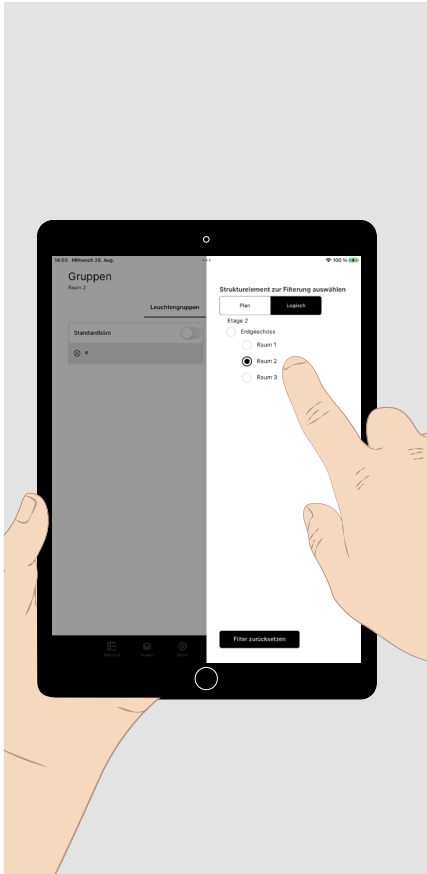 14:03 Mittwoch 28. Aug.
100 %
Gruppen
Raum 2
Leuchtengruppen
Standardbüro
Strukturelement zur Filterung auswählen
Plan
Logisch
Etage 2
Erdgeschoss
Raum 1
Raum 2
Raum 3
Filter zurücksetzen